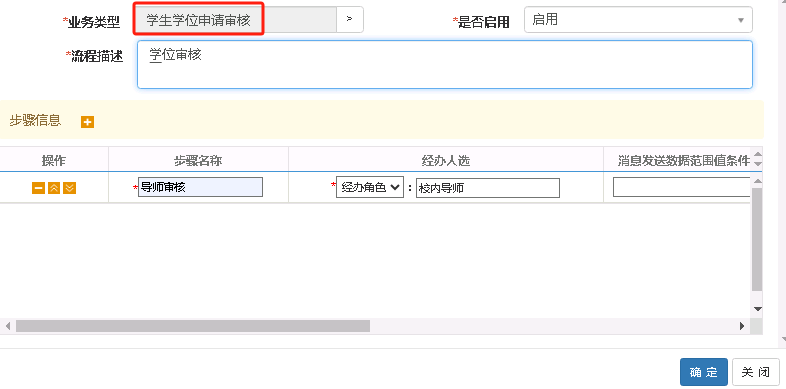 *业务类型 学生学位申请审核 > *是否启用 启用
*流程描述 学位审核
步骤信息
操作 步骤名称 经办人选 消息发送数据范围值条件
*导师审核 *经办角色 : 校内导师
确 定 关 闭